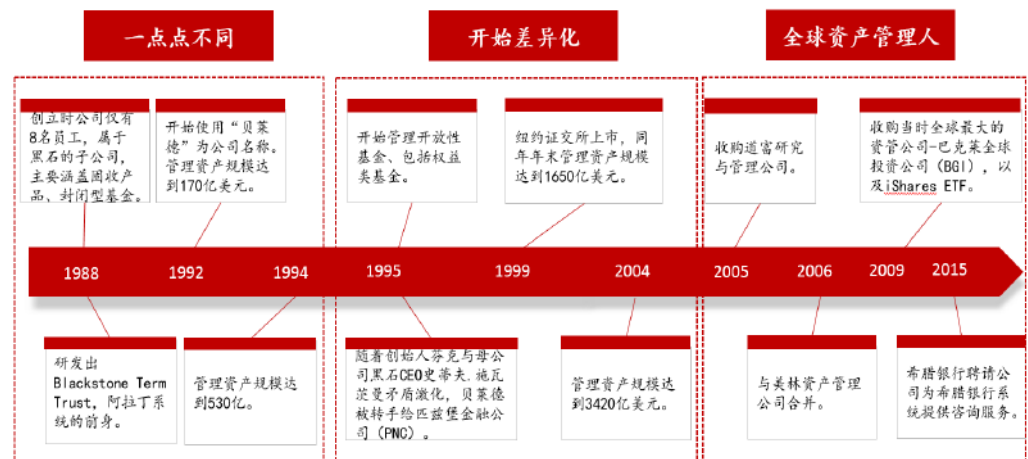 一点点不同
开始差异化
全球资产管理人
创立时公司仅有
8名员工，属于
黑石的子公司，
主要涵盖固收产
品、封闭型基金。
开始使用“贝莱
德”为公司名称。
管理资产规模达
到170亿美元。
开始管理开放性
基金、包括权益
类基金。
纽约证交所上市，同
年年末管理资产规模
达到1650亿美元。
收购道富研究
与管理公司。
收购当时全球最大的
资管公司-巴克莱全球
投资公司（BGI），以
及iShares ETF。
1988
1992
1994
1995
1999
2004
2005
2006
2009
2015
研发出
Blackstone Term
Trust，阿拉丁系
统的前身。
管理资产规模达
到530亿。
随着创始人芬克与母公
司黑石CEO史蒂夫.施瓦
茨曼矛盾激化，贝莱德
被转手给匹兹堡金融公
司（PNC）。
管理资产规模达
到3420亿美元。
与美林资产管理
公司合并。
希腊银行聘请公
司为希腊银行系
统提供咨询服务。